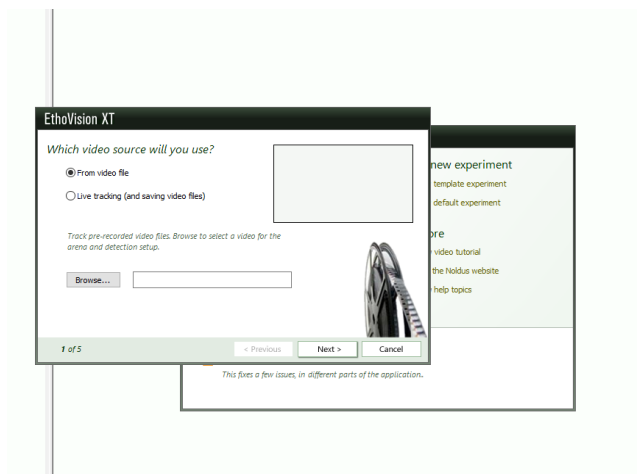 EthoVision XT
Which video source will you use?
From video file
Live tracking (and saving video files)
Track pre-recorded video files. Browse to select a video for the
arena and detection setup.
Browse...
1 of 5
< Previous
Next >
Cancel
new experiment
template experiment
default experiment
video tutorial
the Noldus website
help topics
This fixes a few issues, in different parts of the application.